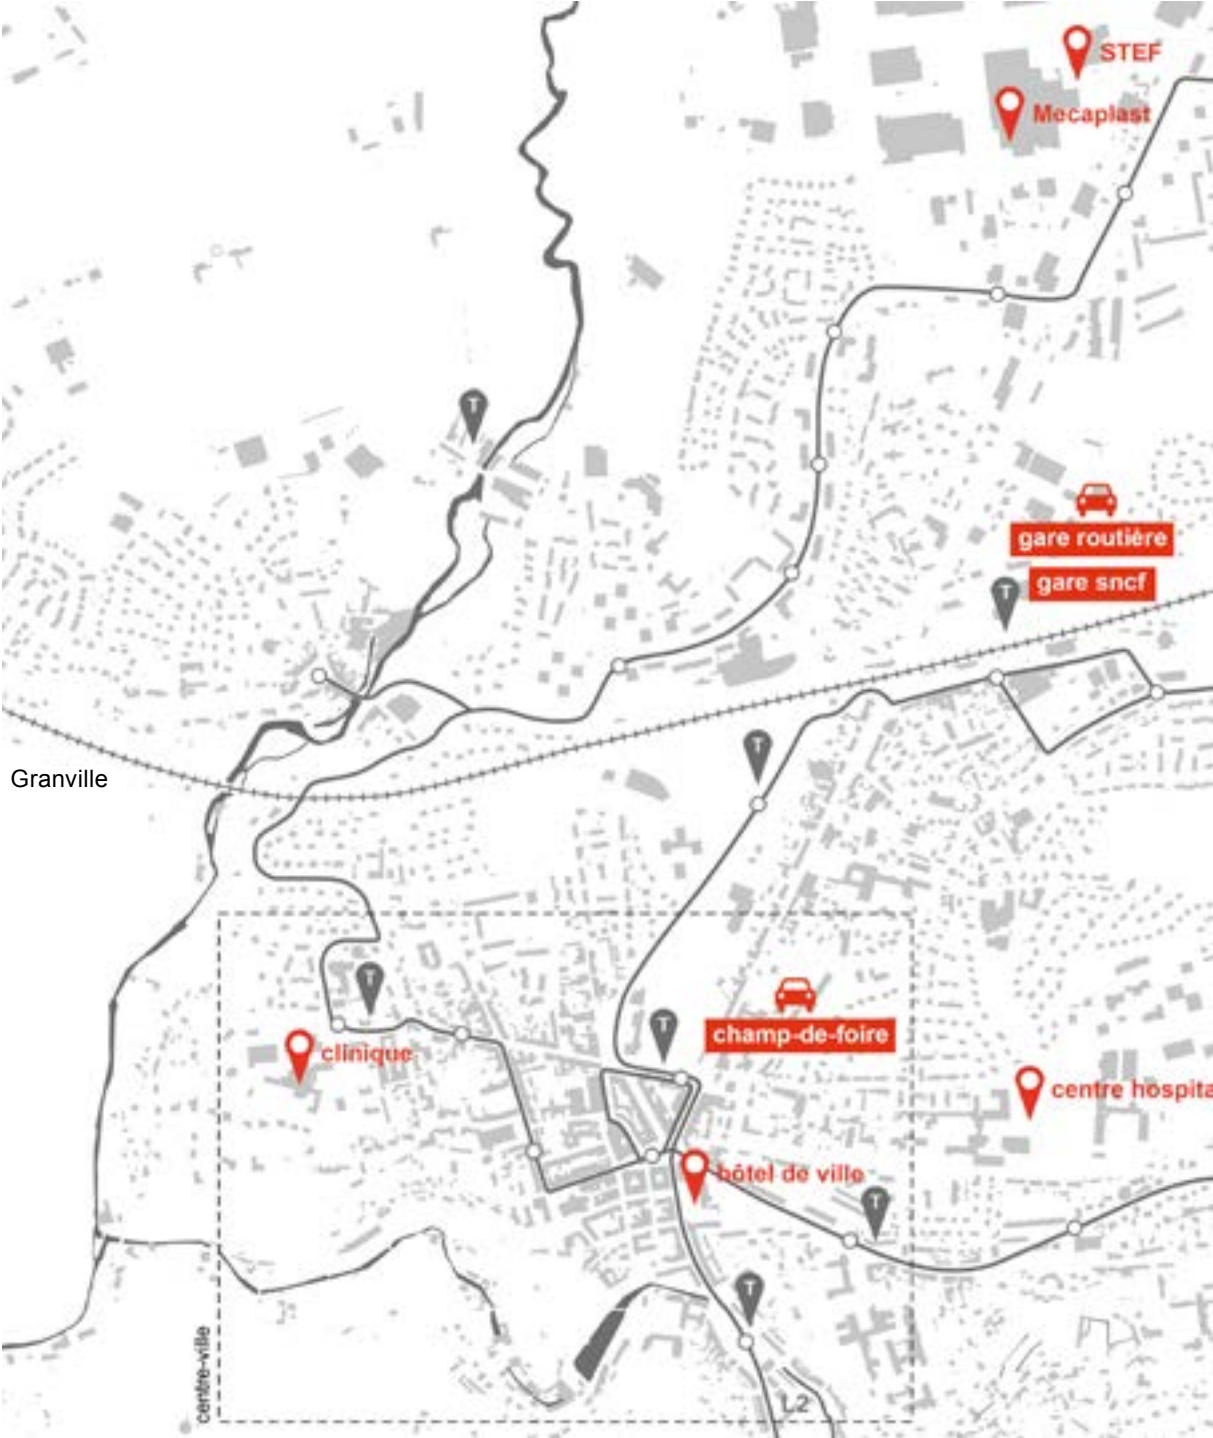 STEF
Mecaplast
T
gare routière
gare sncf
T
T
Granville
T
T
champ-de-foire
clinique
centre hospita
hôtel de ville
T
T
centre-ville
L2